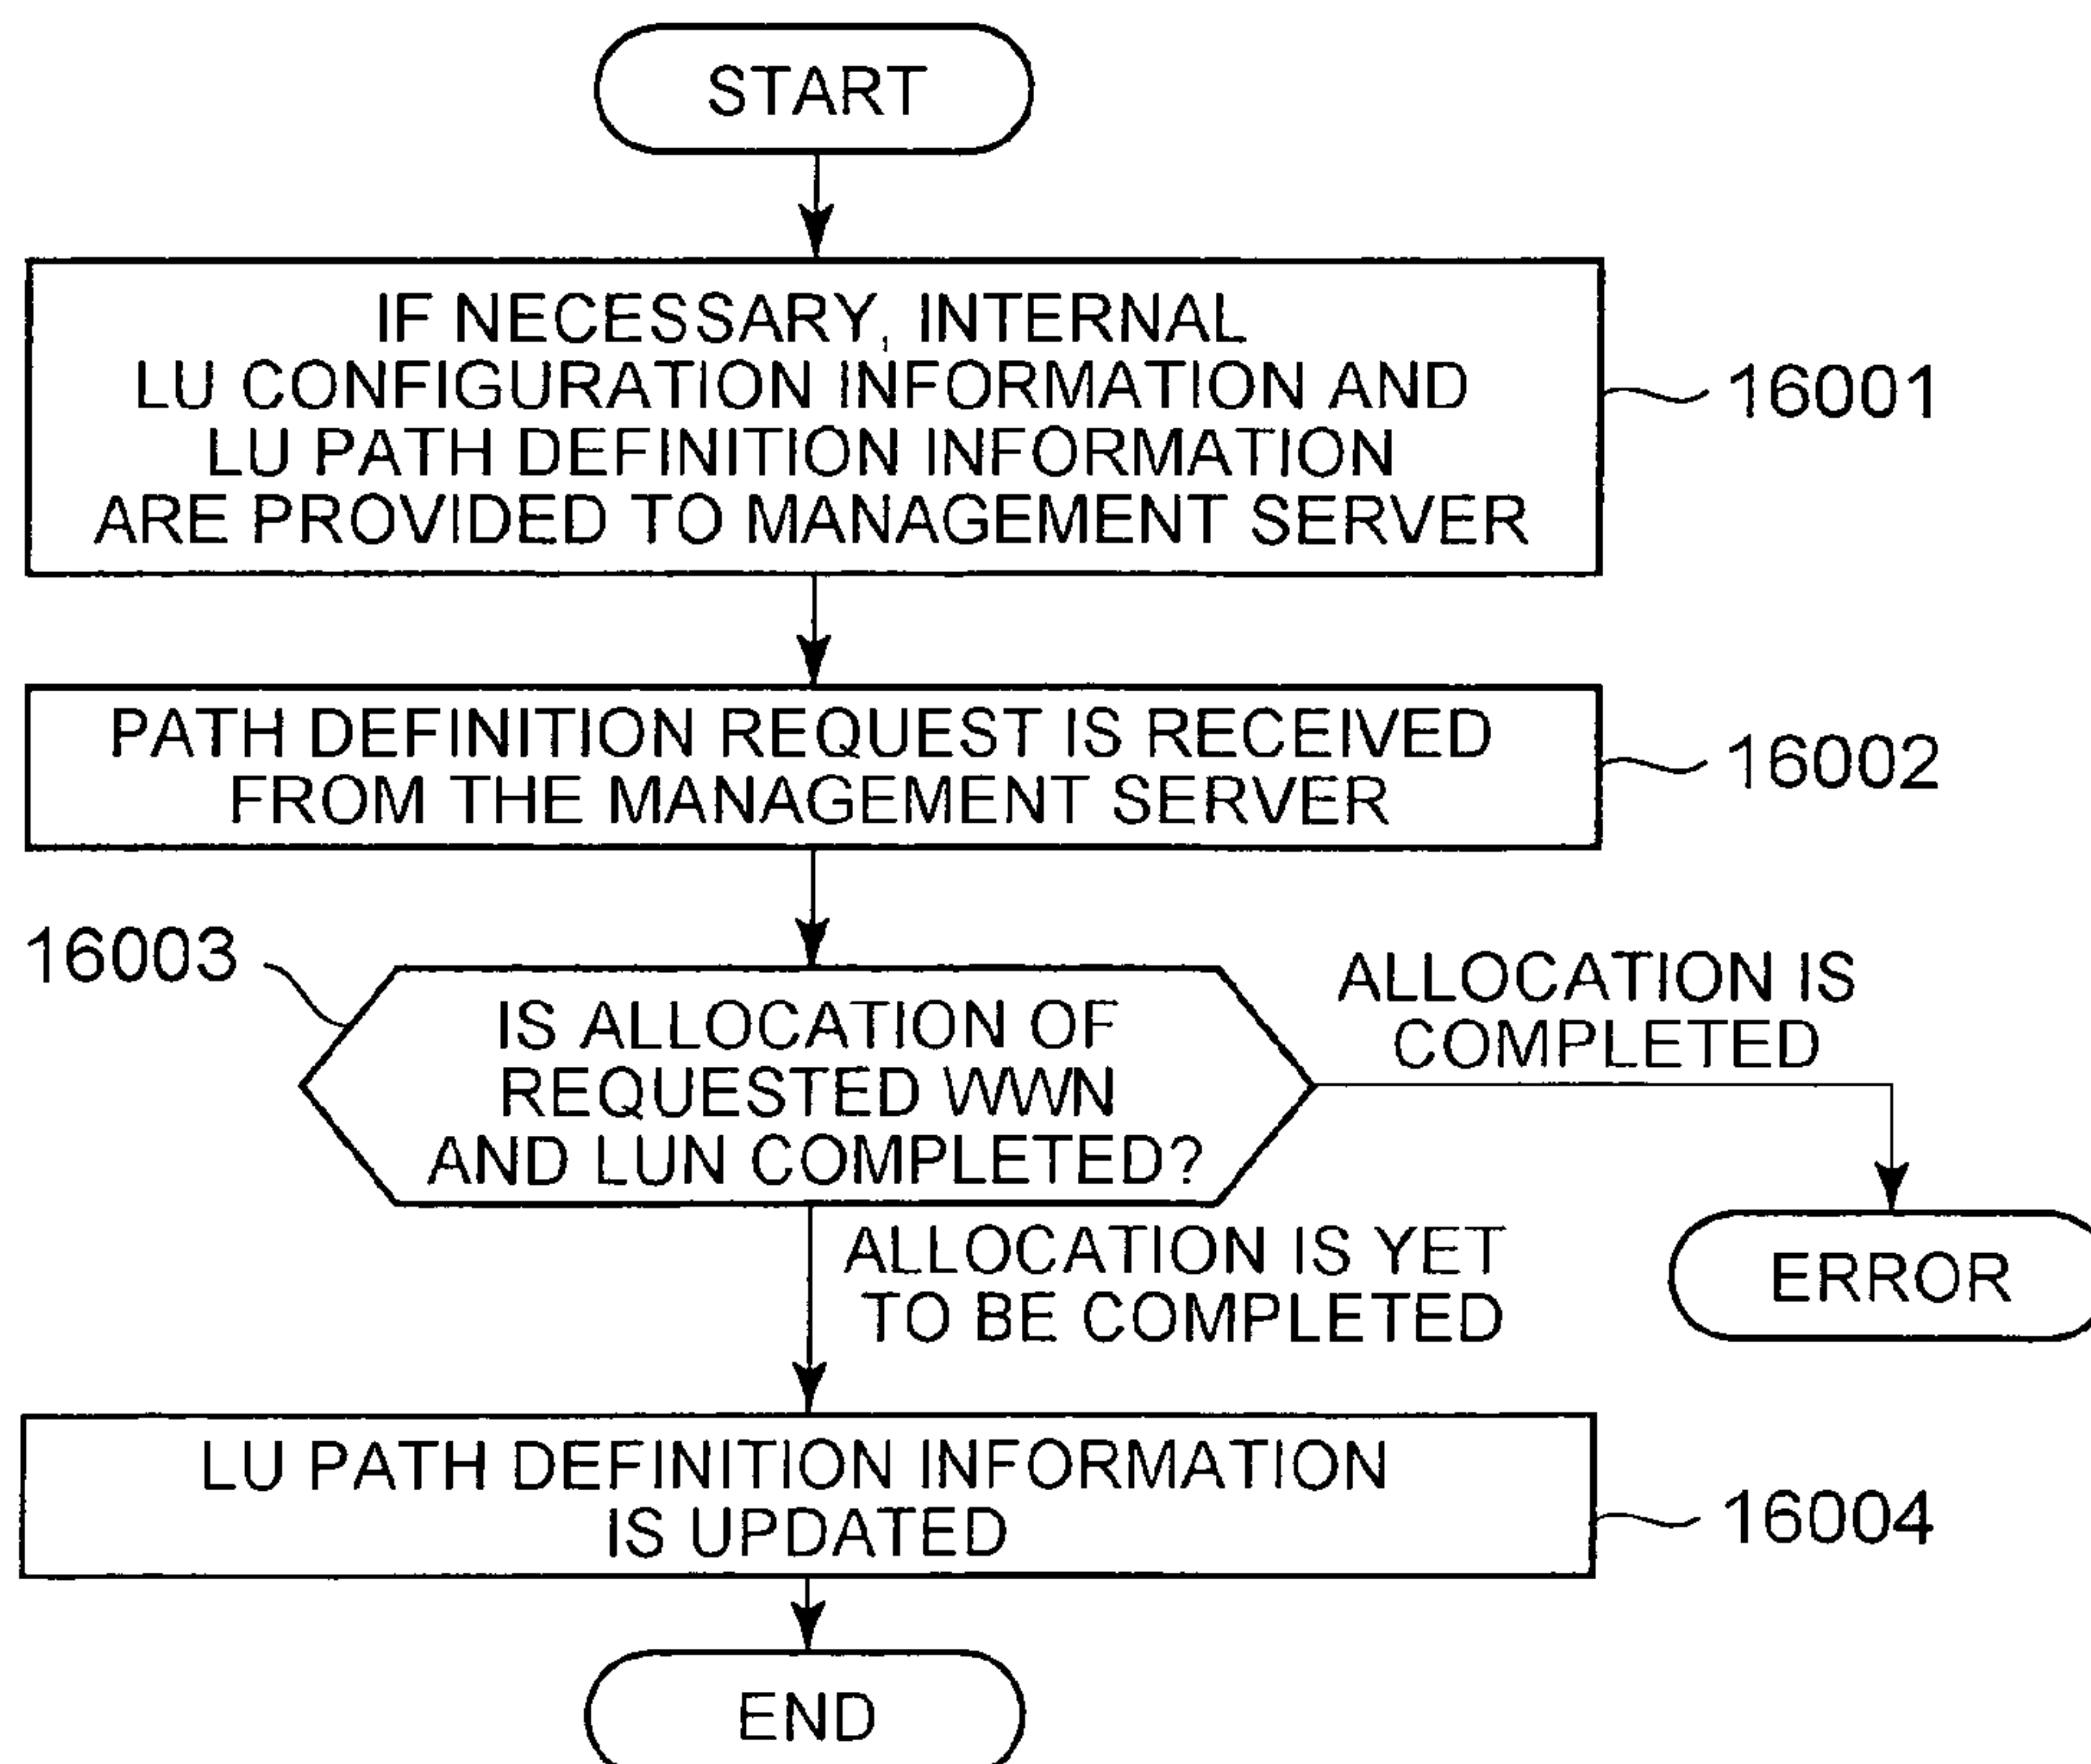 START
IF NECESSARY, INTERNAL
LU CONFIGURATION INFORMATION AND
LU PATH DEFINITION INFORMATION
ARE PROVIDED TO MANAGEMENT SERVER
16001
PATH DEFINITION REQUEST IS RECEIVED
FROM THE MANAGEMENT SERVER
16002
16003
IS ALLOCATION OF
REQUESTED WWN
AND LUN COMPLETED?
ALLOCATION IS
COMPLETED
ERROR
ALLOCATION IS YET
TO BE COMPLETED
LU PATH DEFINITION INFORMATION
IS UPDATED
16004
END